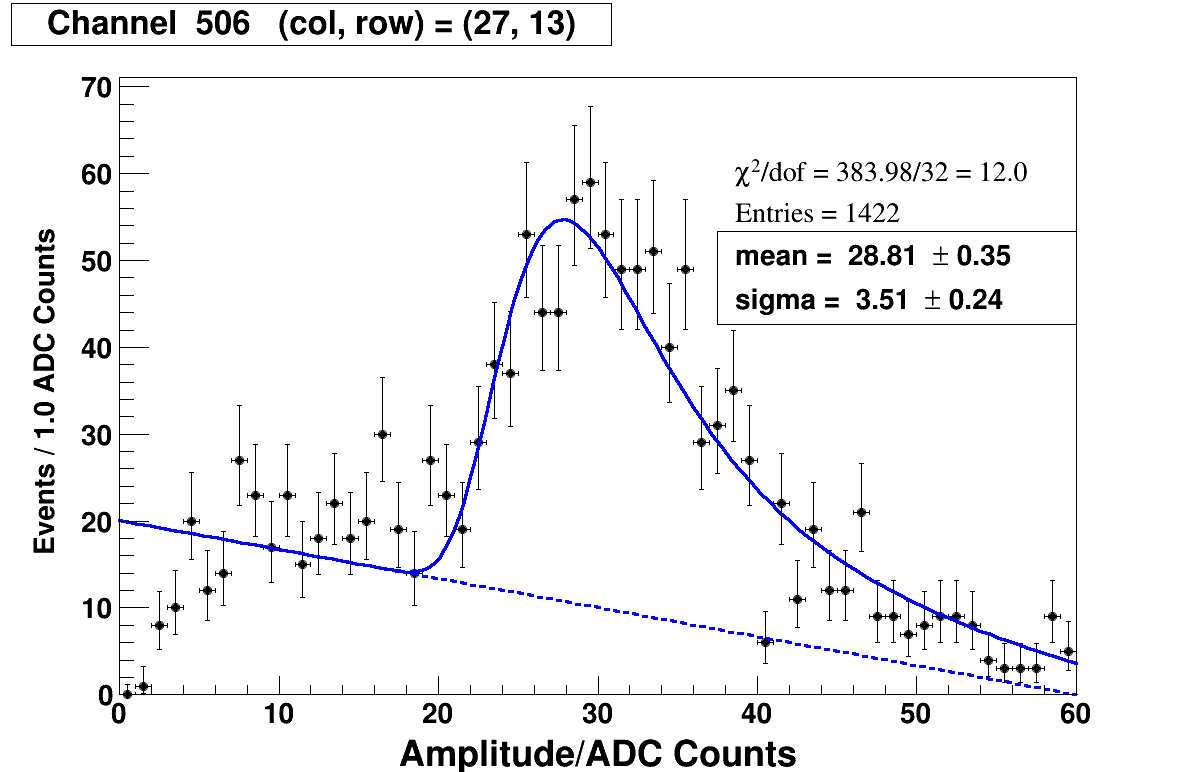 Channel 506 (col, row) = (27, 13)
70
60
50
40
30
20
10
0
Events / 1.0 ADC Counts
χ²/dof = 383.98/32 = 12.0
Entries = 1422
mean = 28.81 ± 0.35
sigma = 3.51 ± 0.24
0 10 20 30 40 50 60
Amplitude/ADC Counts